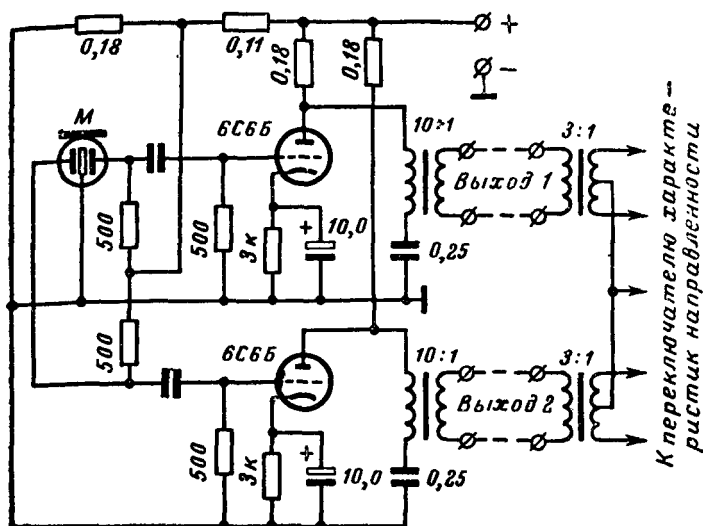 0,18
0,11
0,18
0,18
+
-
М
6С6Б
10:1
3:1
Выход 1
500
500
3к
+
10,0
0,25
500
6С6Б
10:1
3:1
Выход 2
500
3к
+
10,0
0,25
К переключателю характе-
ристик направленности